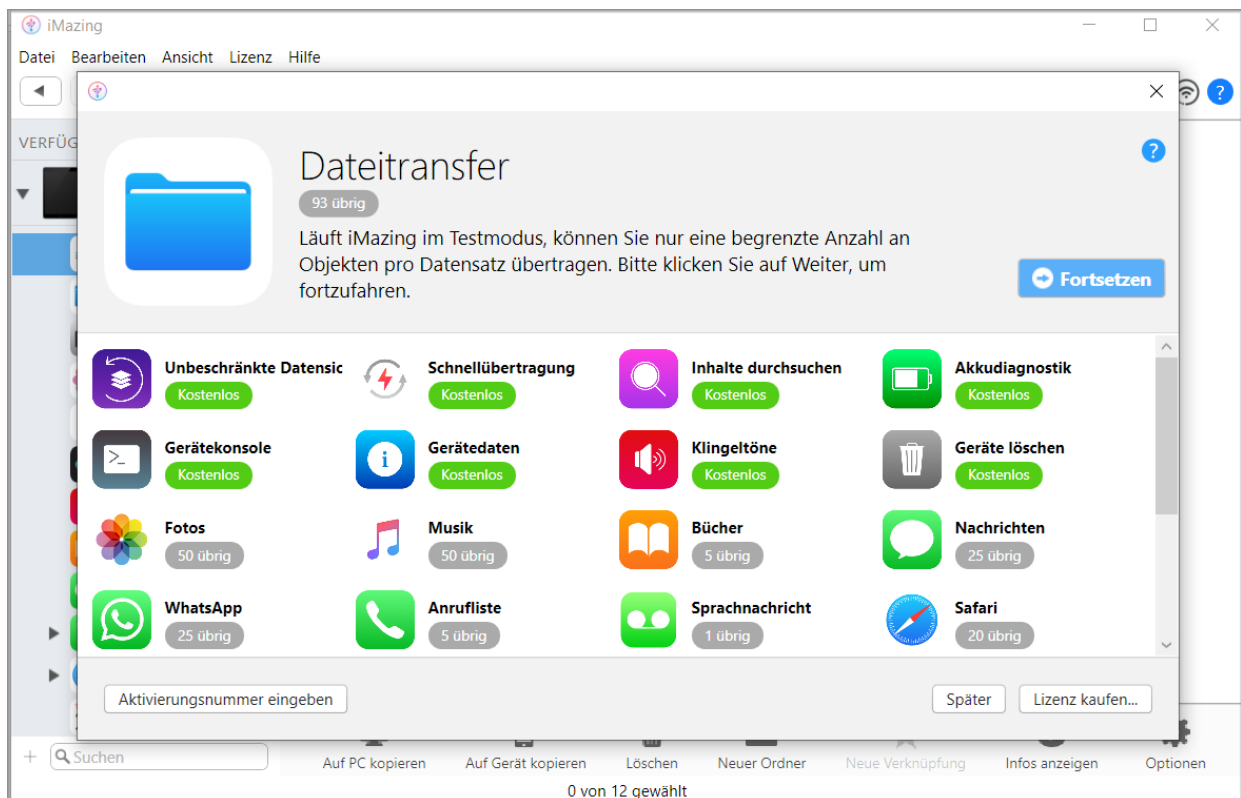 iMazing
Datei Bearbeiten Ansicht Lizenz Hilfe
VERFÜG
Dateitransfer
93 übrig
Läuft iMazing im Testmodus, können Sie nur eine begrenzte Anzahl an
Objekten pro Datensatz übertragen. Bitte klicken Sie auf Weiter, um
fortzufahren.
Fortsetzen
Unbeschränkte Datensic
Kostenlos
Schnellübertragung
Kostenlos
Inhalte durchsuchen
Kostenlos
Akkudiagnostik
Kostenlos
Gerätekonsole
Kostenlos
Gerätedaten
Kostenlos
Klingeltöne
Kostenlos
Geräte löschen
Kostenlos
Fotos
50 übrig
Musik
50 übrig
Bücher
5 übrig
Nachrichten
25 übrig
WhatsApp
25 übrig
Anrufliste
5 übrig
Sprachnachricht
1 übrig
Safari
20 übrig
Aktivierungsnummer eingeben
Später
Lizenz kaufen...
Suchen
Auf PC kopieren
Auf Gerät kopieren
Löschen
Neuer Ordner
Neue Verknüpfung
Infos anzeigen
Optionen
0 von 12 gewählt